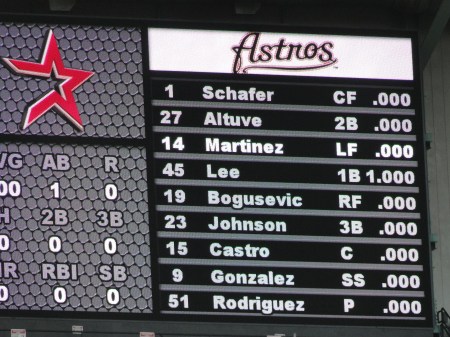 Astros
1 Schafer CF .000
27 Altuve 2B .000
14 Martinez LF .000
45 Lee 1B 1.000
19 Bogusevic RF .000
23 Johnson 3B .000
15 Castro C .000
9 Gonzalez SS .000
51 Rodriguez P .000
VG AB R
00 1 0
H 2B 3B
0 0 0
HR RBI SB
0 0 0